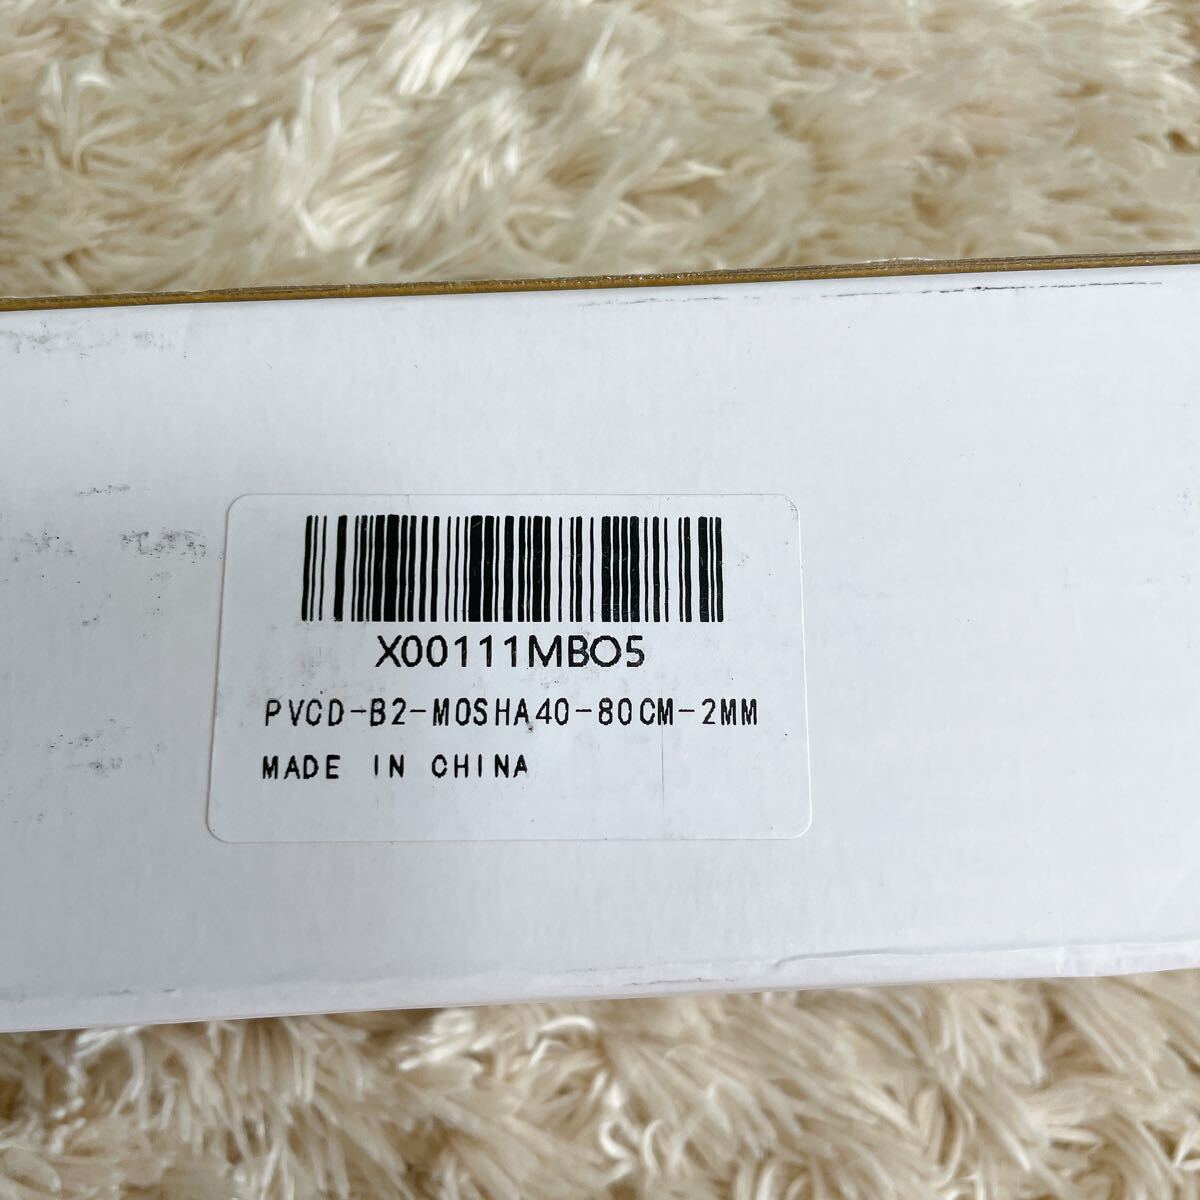 X00111MBO5
PVCD-B2-MOSHA40-80CM-2MM
MADE IN CHINA